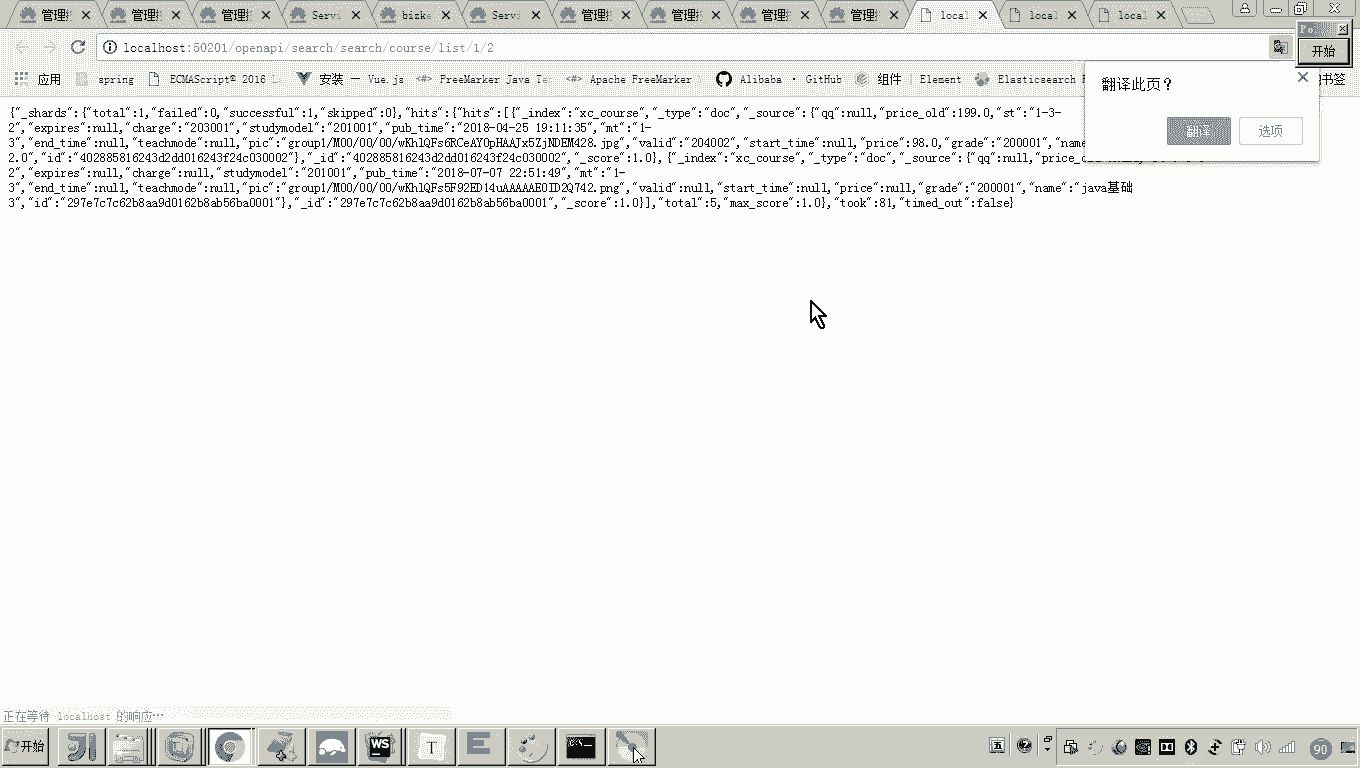 管理 管理 管理 Servi bizke Servi 管理 管理 管理 管理 local local local
localhost:50201/openapi/search/search/course/list/1/2
开始
应用 spring ECMAScript® 2016 L 安装 — Vue.js FreeMarker Java Te Apache FreeMarker Alibaba · GitHub 组件 | Element Elasticsearch 书签
翻译此页？
翻译 选项
{"_shards":{"total":1,"failed":0,"successful":1,"skipped":0},"hits":{"hits":[{"_index":"xc_course","_type":"doc","_source":{"qq":null,"price_old":199.0,"st":"1-3-
2","expires":null,"charge":"203001","studymodel":"201001","pub_time":"2018-04-25 19:11:35","mt":"1-
3","end_time":null,"teachmode":null,"pic":"group1/M00/00/00/wKhlQFs6RCeAY0pHAAJx5ZjNDEM428.jpg","valid":"204002","start_time":null,"price":98.0,"grade":"200001","name
2.0","id":"402885816243d2dd016243f24c030002"},"_id":"402885816243d2dd016243f24c030002","_score":1.0},{"_index":"xc_course","_type":"doc","_source":{"qq":null,
2","expires":null,"charge":null,"studymodel":"201001","pub_time":"2018-07-07 22:51:49","mt":"1-
3","end_time":null,"teachmode":null,"pic":"group1/M00/00/00/wKhlQFs5F92ED14uAAAAAE0ID2Q742.png","valid":null,"start_time":null,"price":null,"grade":"200001","name":"java基础
3","id":"297e7c7c62b8aa9d0162b8ab56ba0001"},"_id":"297e7c7c62b8aa9d0162b8ab56ba0001","_score":1.0}],"total":5,"max_score":1.0},"took":81,"timed_out":false}
正在等待 localhost 的响应…
开始 WS T E 五 90